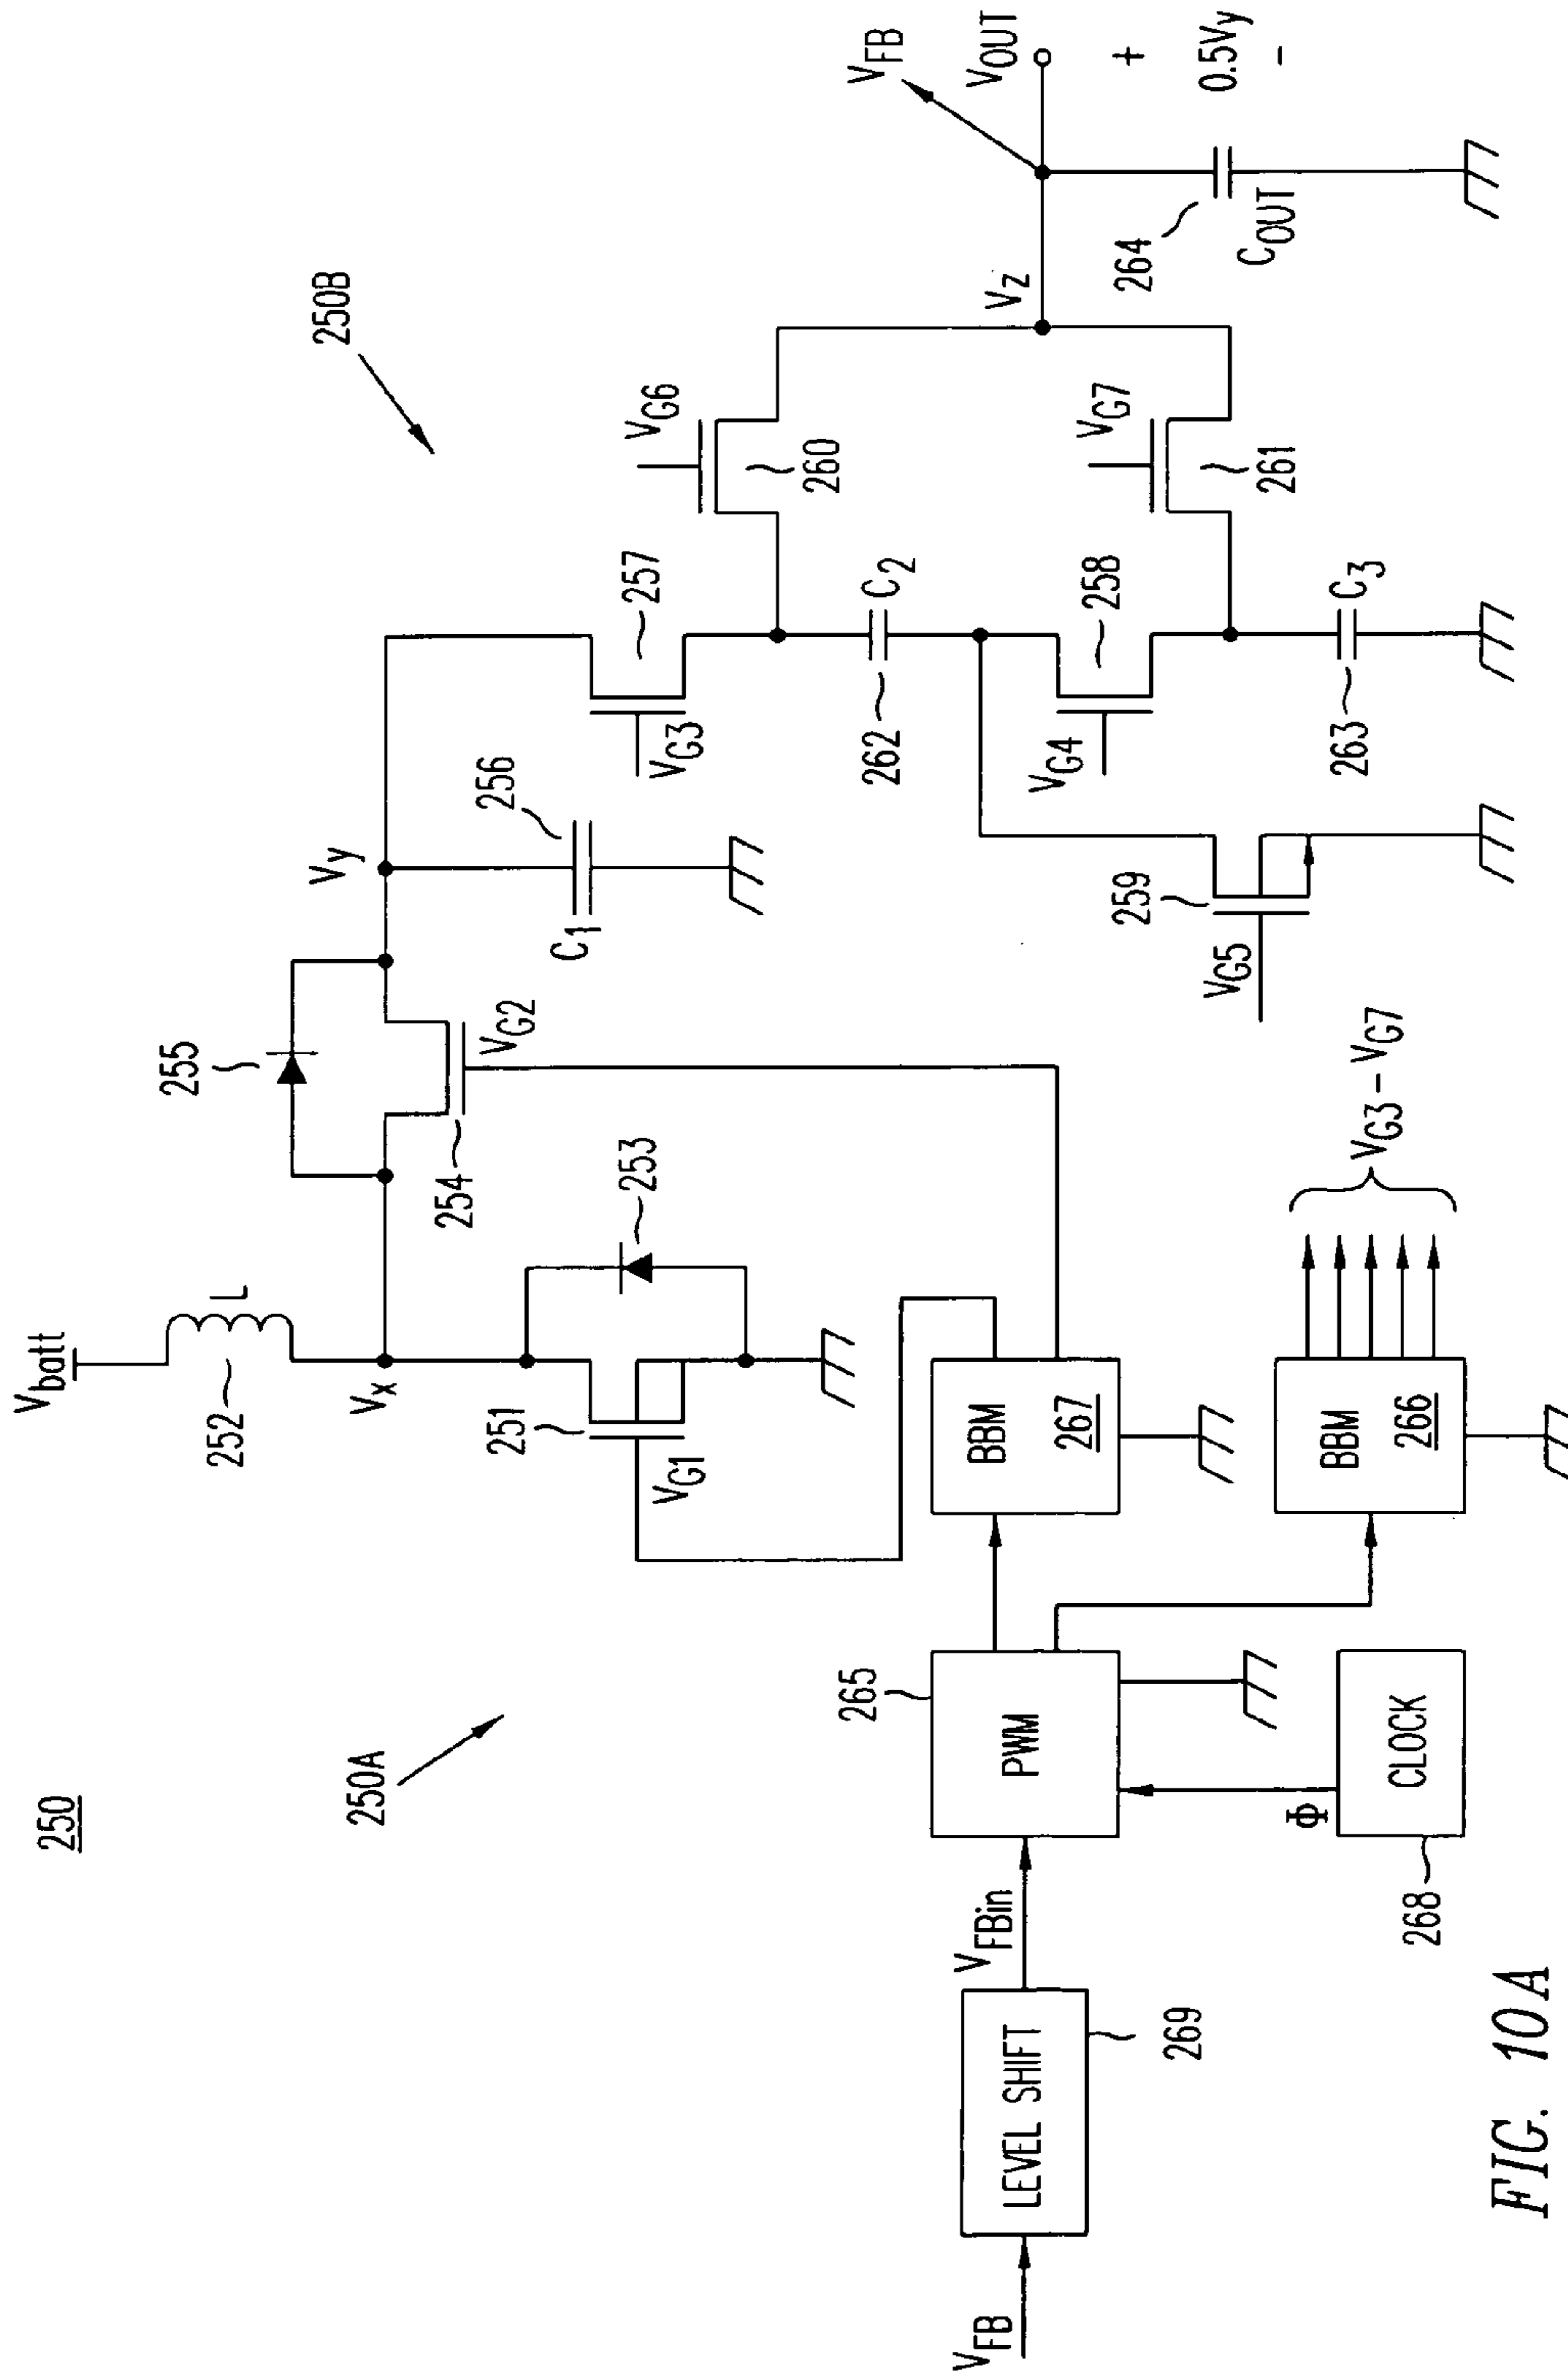 250
250A
250B
Vbatt
L
252
Vx
255
254
VG2
Vy
256
C1
251
VG1
253
257
VG3
VG6
260
C2
262
258
VG4
VG7
261
C3
263
259
VG5
Vz
VFB
VOUT
+
0.5Vy
-
264
COUT
VFB
LEVEL SHIFT
269
VFBin
265
PWM
Φ
CLOCK
268
BBM
267
BBM
266
VG3 – VG7
FIG. 10A